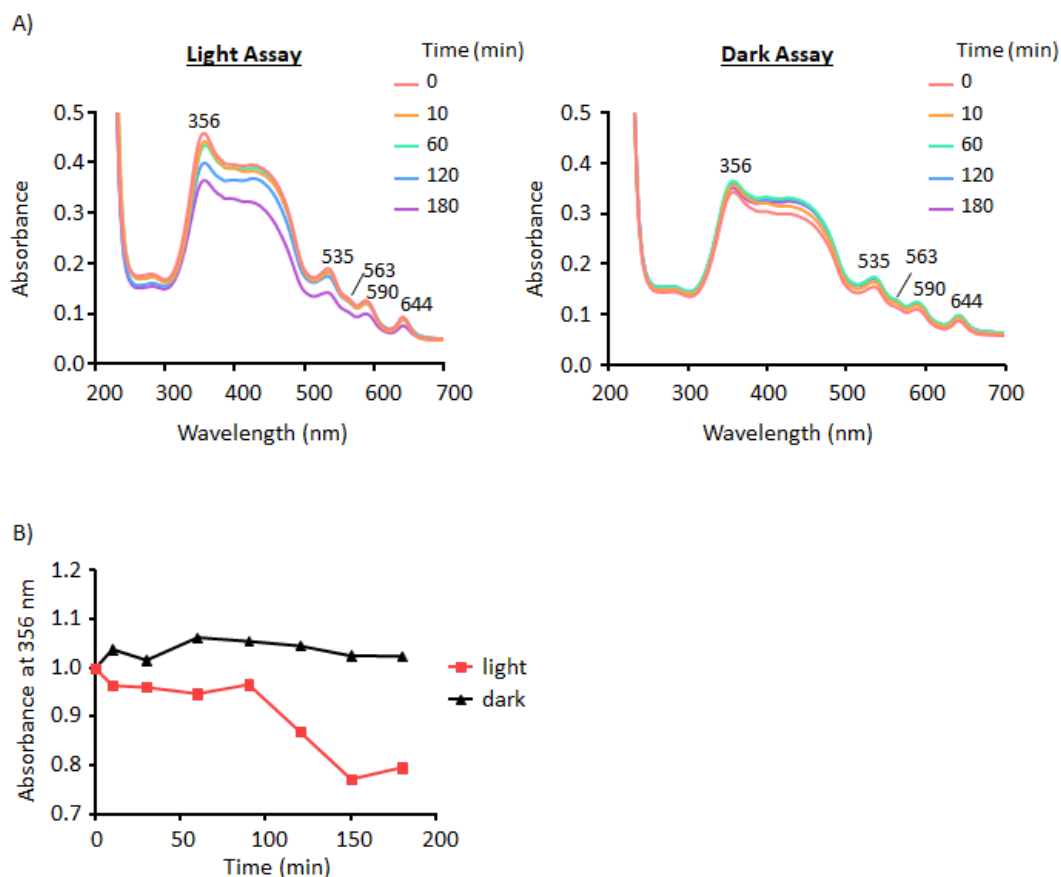 A)
Light Assay
Time (min)
0
10
60
120
180
356
535
563
590
644
0.5
0.4
0.3
0.2
0.1
0.0
Absorbance
200 300 400 500 600 700
Wavelength (nm)
Dark Assay
Time (min)
0
10
60
120
180
356
535
563
590
644
0.5
0.4
0.3
0.2
0.1
0.0
Absorbance
200 300 400 500 600 700
Wavelength (nm)
B)
1.2
1.1
1.0
0.9
0.8
0.7
Absorbance at 356 nm
light
dark
0 50 100 150 200
Time (min)